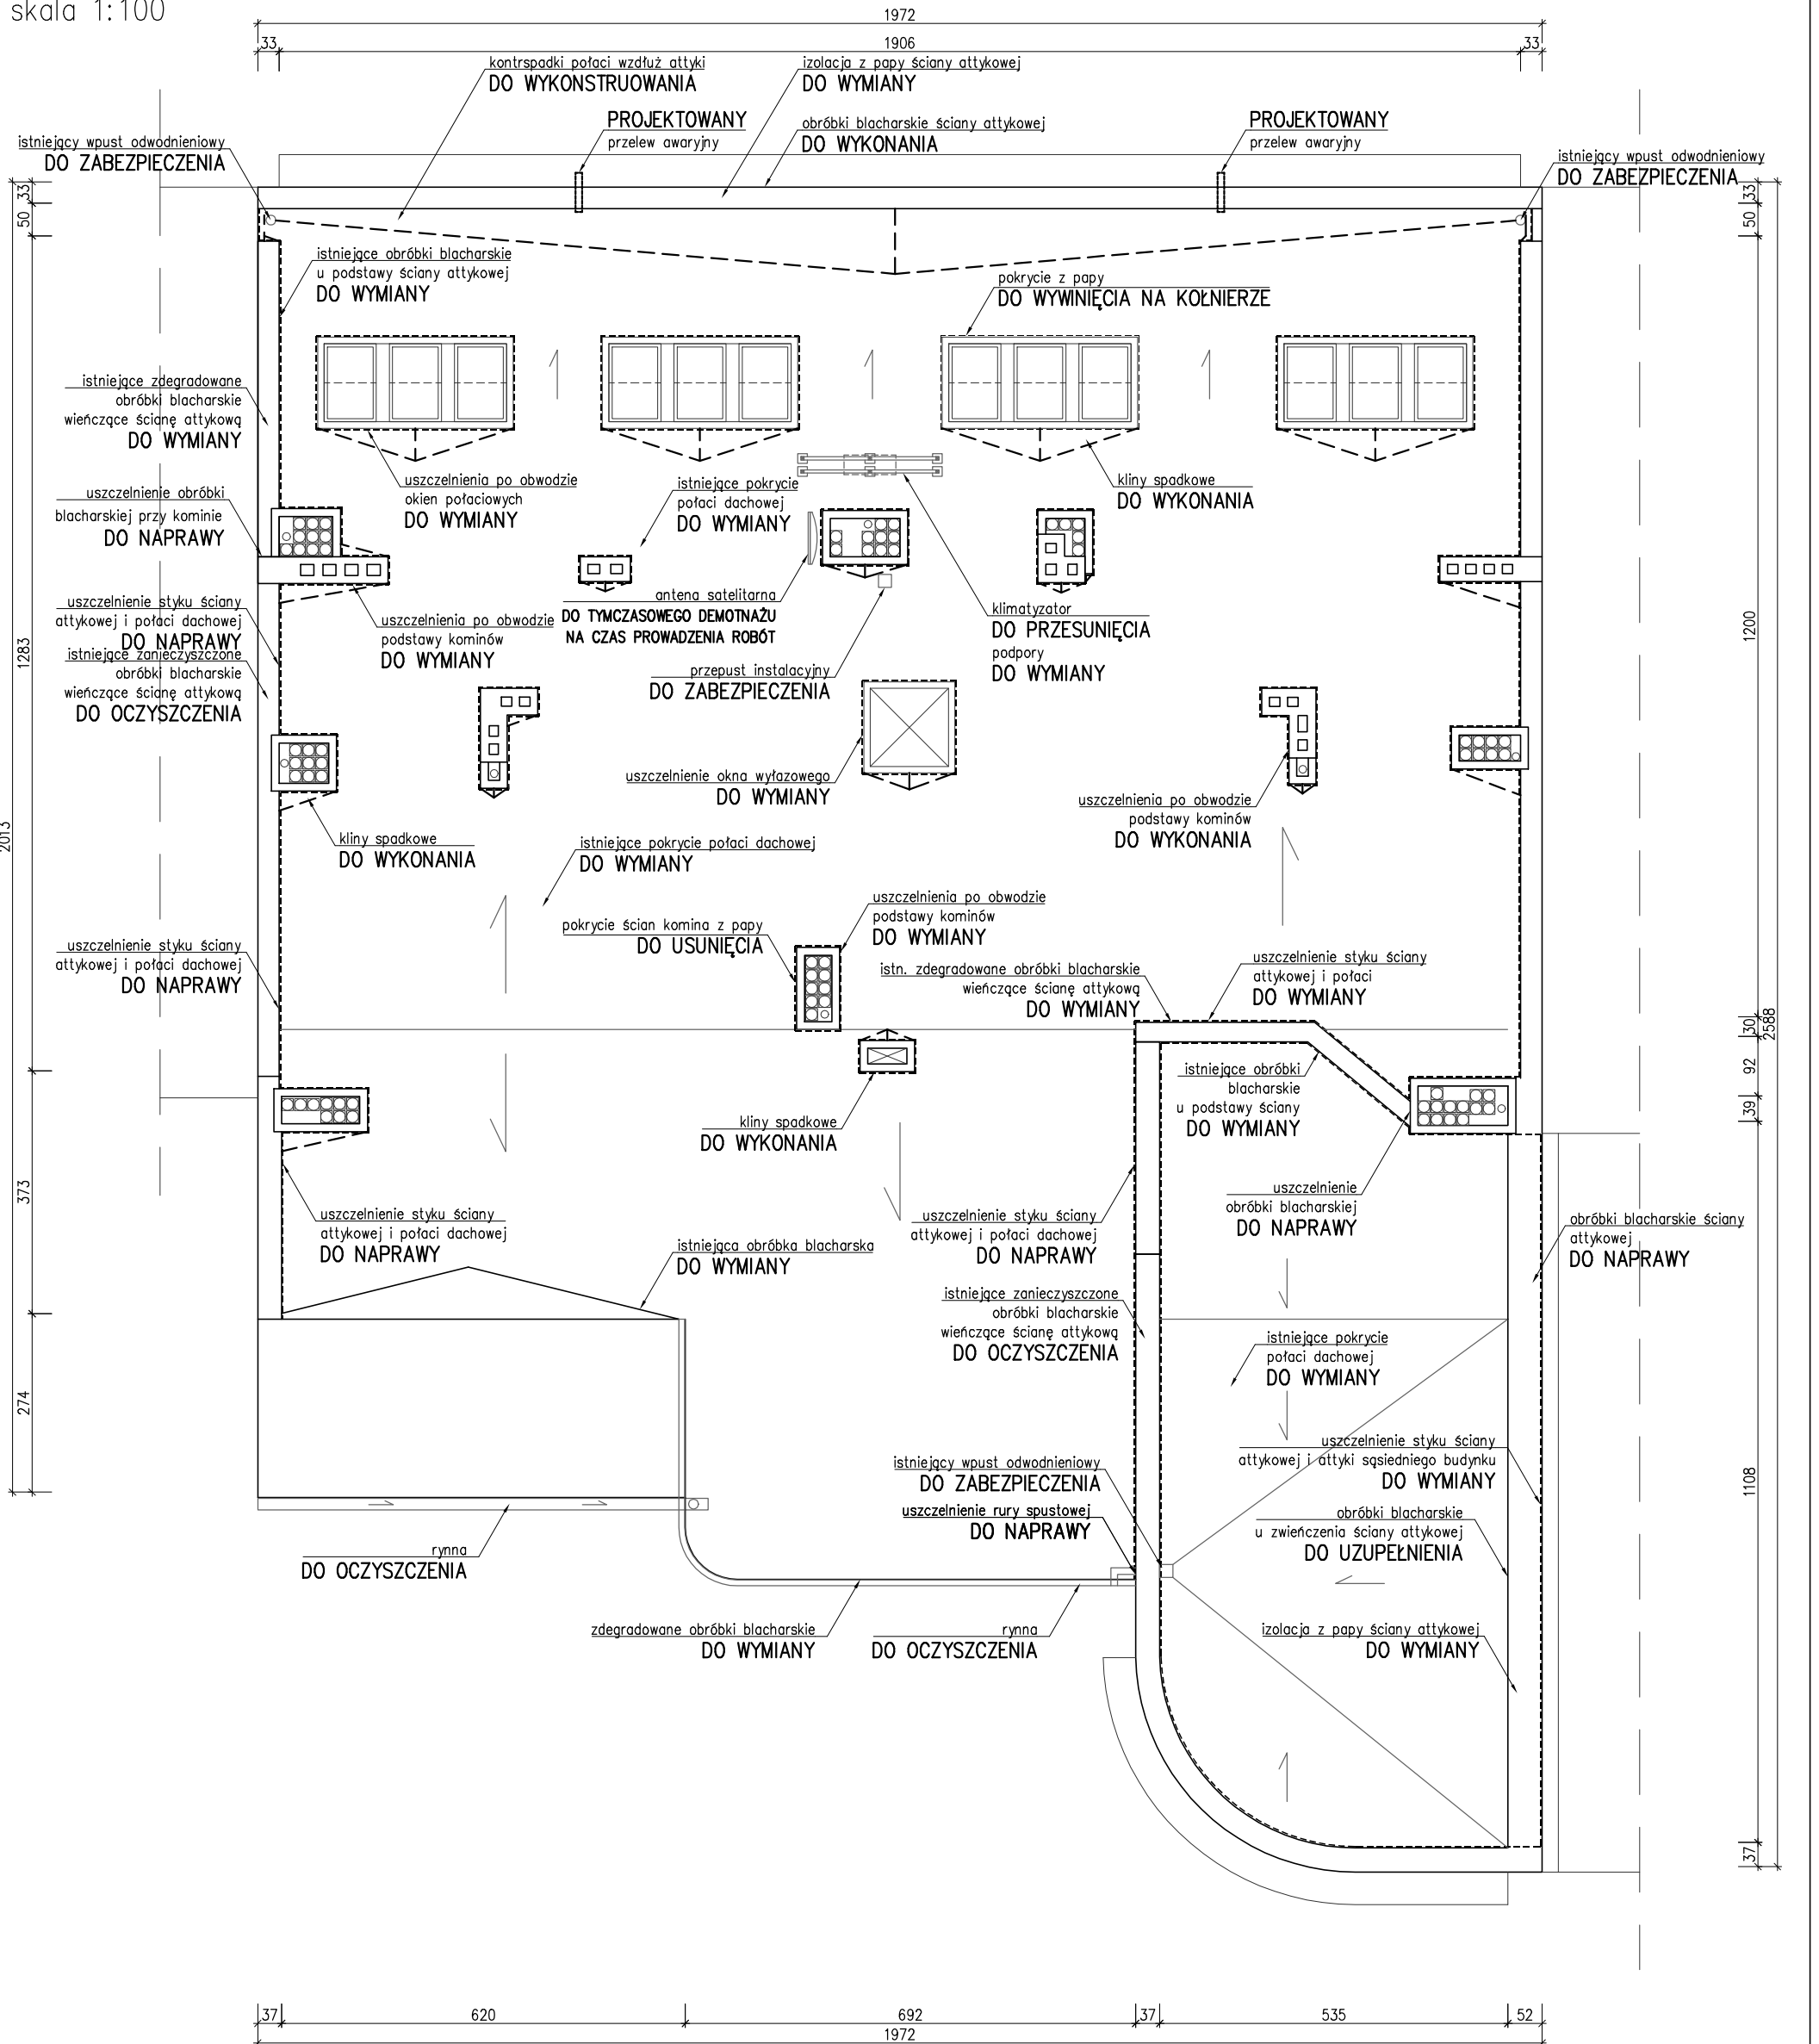 skala 1:100
1972
33
1906
33
kontrspadki połaci wzdłuż attyki
DO WYKONSTRUOWANIA
izolacja z papy ściany attykowej
DO WYMIANY
PROJEKTOWANY
przelew awaryjny
obróbki blacharskie ściany attykowej
DO WYKONANIA
PROJEKTOWANY
przelew awaryjny
istniejący wpust odwodnieniowy
DO ZABEZPIECZENIA
istniejący wpust odwodnieniowy
DO ZABEZPIECZENIA
33
50
33
50
istniejące obróbki blacharskie
u podstawy ściany attykowej
DO WYMIANY
pokrycie z papy
DO WYWINIĘCIA NA KOŁNIERZE
istniejące zdegradowane
obróbki blacharskie
wieńczące ścianę attykową
DO WYMIANY
uszczelnienia po obwodzie
okien połaciowych
DO WYMIANY
istniejące pokrycie
połaci dachowej
DO WYMIANY
kliny spadkowe
DO WYKONANIA
uszczelnienie obróbki
blacharskiej przy kominie
DO NAPRAWY
uszczelnienie styku ściany
attykowej i połaci dachowej
DO NAPRAWY
uszczelnienia po obwodzie
podstawy kominów
DO WYMIANY
antena satelitarna
DO TYMCZASOWEGO DEMOTNAŻU
NA CZAS PROWADZENIA ROBÓT
klimatyzator
DO PRZESUNIĘCIA
podpory
DO WYMIANY
1283
1200
istniejące zanieczyszczone
obróbki blacharskie
wieńczące ścianę attykową
DO OCZYSZCZENIA
przepust instalacyjny
DO ZABEZPIECZENIA
uszczelnienie okna wyłazowego
DO WYMIANY
uszczelnienia po obwodzie
podstawy kominów
DO WYKONANIA
2013
kliny spadkowe
DO WYKONANIA
istniejące pokrycie połaci dachowej
DO WYMIANY
uszczelnienia po obwodzie
podstawy kominów
DO WYMIANY
pokrycie ścian komina z papy
DO USUNIĘCIA
uszczelnienie styku ściany
attykowej i połaci dachowej
DO NAPRAWY
istn. zdegradowane obróbki blacharskie
wieńczące ścianę attykową
DO WYMIANY
uszczelnienie styku ściany
attykowej i połaci
DO WYMIANY
30
2588
92
39
istniejące obróbki
blacharskie
u podstawy ściany
DO WYMIANY
kliny spadkowe
DO WYKONANIA
373
uszczelnienie styku ściany
attykowej i połaci dachowej
DO NAPRAWY
istniejąca obróbka blacharska
DO WYMIANY
uszczelnienie styku ściany
attykowej i połaci dachowej
DO NAPRAWY
uszczelnienie
obróbki blacharskiej
DO NAPRAWY
obróbki blacharskie ściany
attykowej
DO NAPRAWY
istniejące zanieczyszczone
obróbki blacharskie
wieńczące ścianę attykową
DO OCZYSZCZENIA
istniejące pokrycie
połaci dachowej
DO WYMIANY
274
uszczelnienie styku ściany
attykowej i attyki sąsiedniego budynku
DO WYMIANY
istniejący wpust odwodnieniowy
DO ZABEZPIECZENIA
uszczelnienie rury spustowej
DO NAPRAWY
1108
obróbki blacharskie
u zwieńczenia ściany attykowej
DO UZUPEŁNIENIA
rynna
DO OCZYSZCZENIA
zdegradowane obróbki blacharskie
DO WYMIANY
rynna
DO OCZYSZCZENIA
izolacja z papy ściany attykowej
DO WYMIANY
37
37
620
692
37
535
52
1972